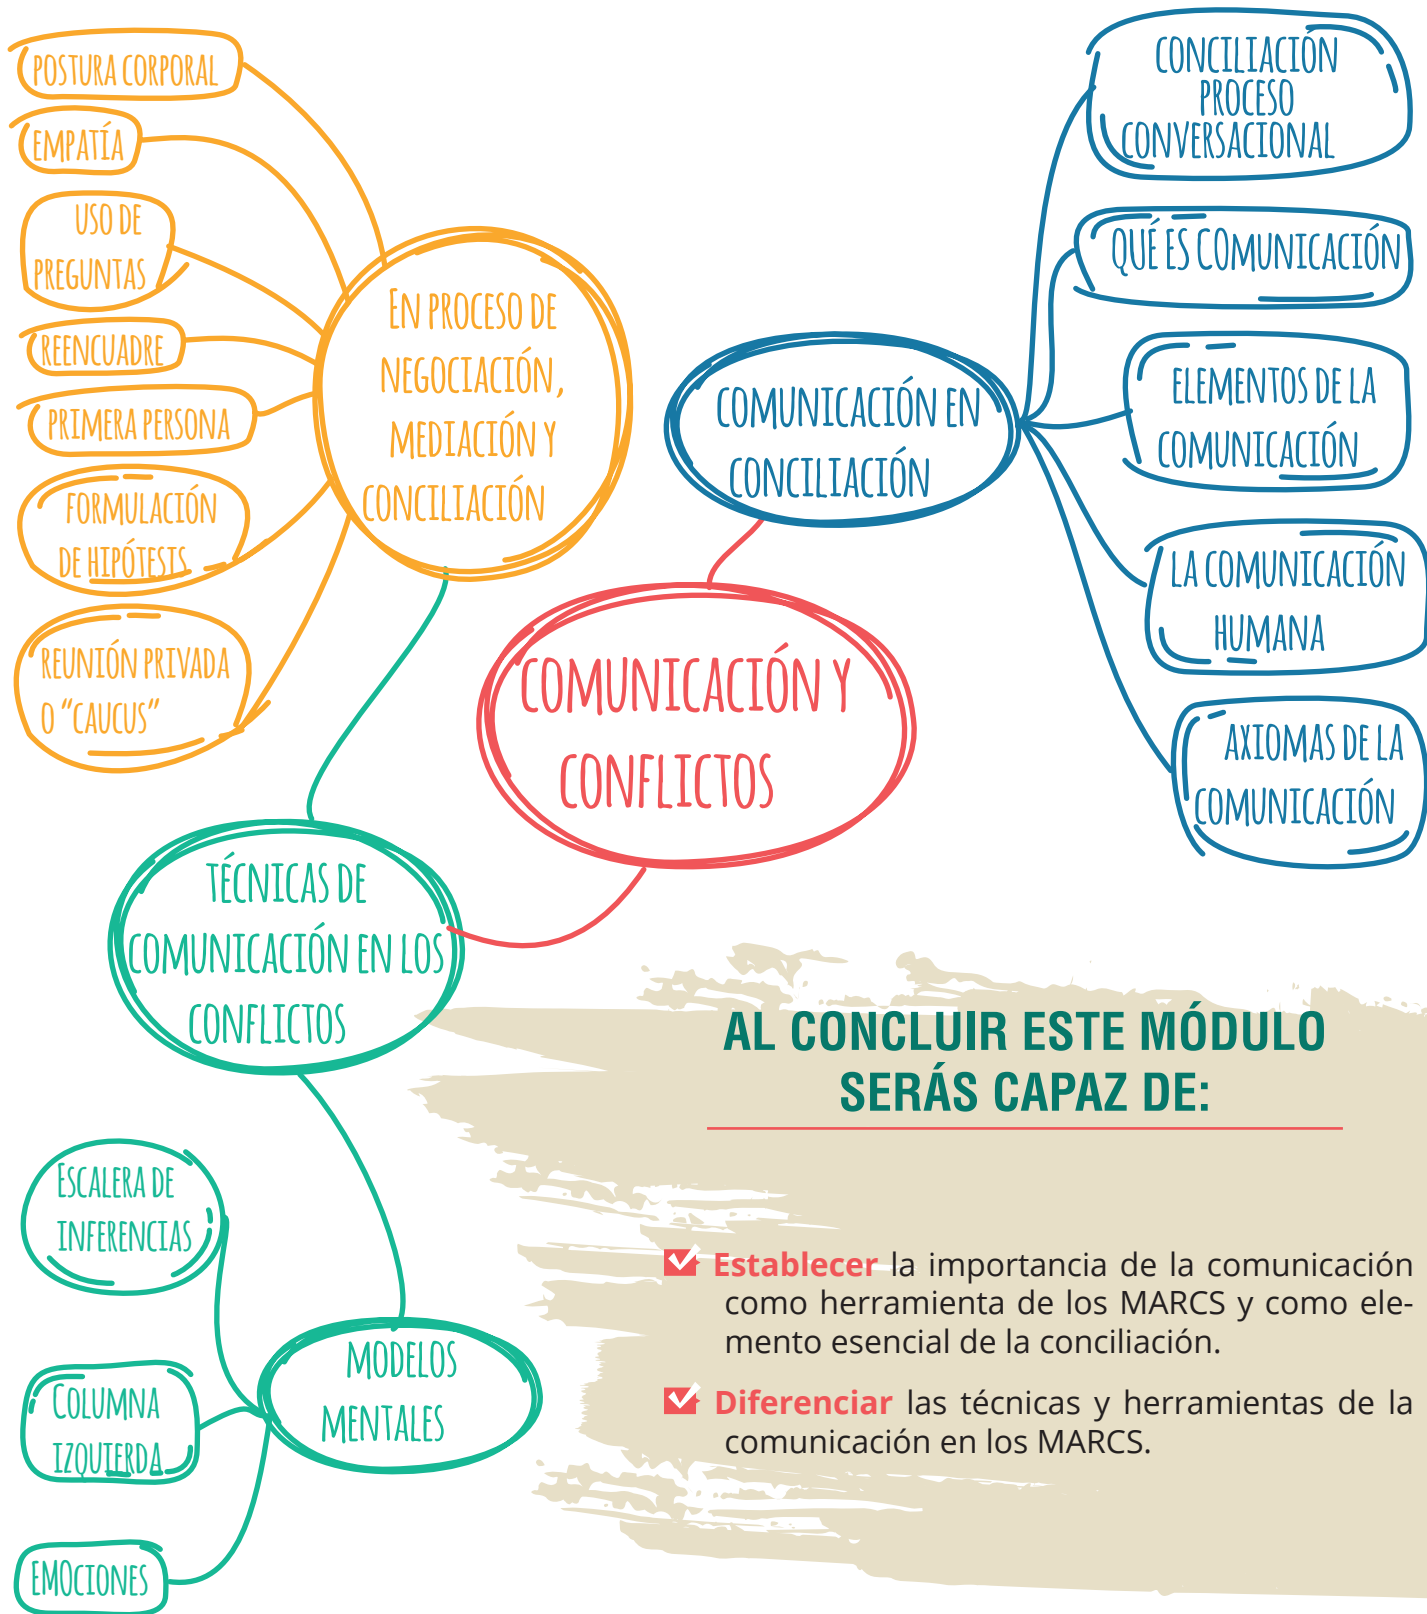 POSTURA CORPORAL
EMPATÍA
USO DE
PREGUNTAS
REENCUADRE
PRIMERA PERSONA
FORMULACIÓN
DE HIPÓTESIS
REUNIÓN PRIVADA
O “CAUCUS”
EN PROCESO DE
NEGOCIACIÓN,
MEDIACIÓN Y
CONCILIACIÓN
COMUNICACIÓN EN
CONCILIACIÓN
CONCILIACIÓN
PROCESO
CONVERSACIONAL
QUÉ ES COMUNICACIÓN
ELEMENTOS DE LA
COMUNICACIÓN
LA COMUNICACIÓN
HUMANA
AXIOMAS DE LA
COMUNICACIÓN
COMUNICACIÓN Y
CONFLICTOS
TÉCNICAS DE
COMUNICACIÓN EN LOS
CONFLICTOS
ESCALERA DE
INFERENCIAS
COLUMNA
IZQUIERDA
EMOCIONES
MODELOS
MENTALES
AL CONCLUIR ESTE MÓDULO
SERÁS CAPAZ DE:
Establecer la importancia de la comunicación
como herramienta de los MARCS y como ele-
mento esencial de la conciliación.
Diferenciar las técnicas y herramientas de la
comunicación en los MARCS.